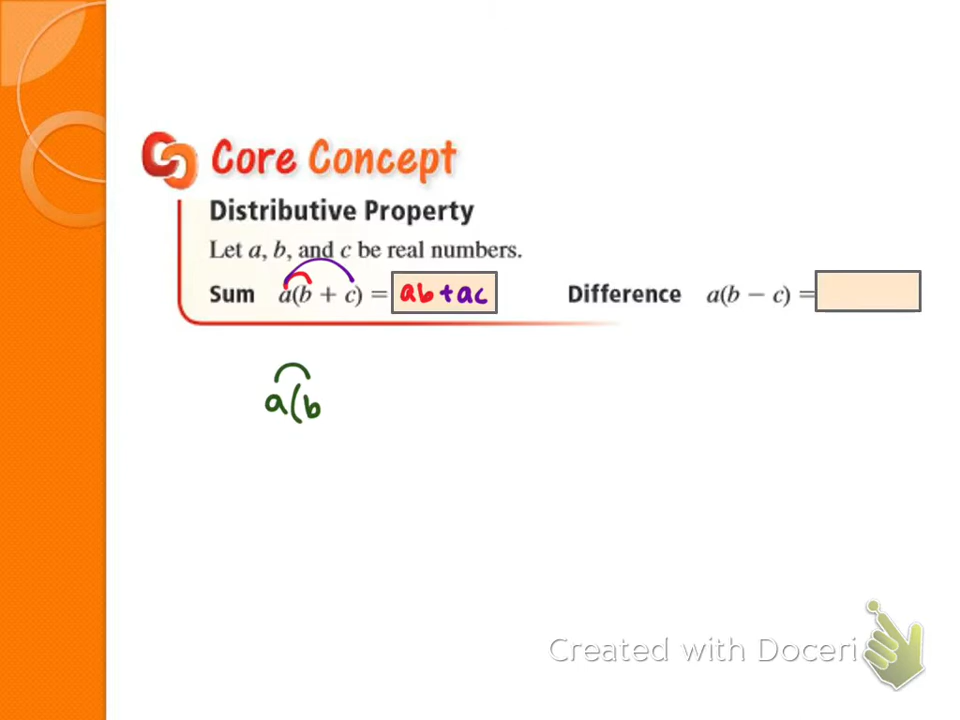 Core Concept
Distributive Property
Let a, b, and c be real numbers.
Sum a(b + c) = ab+ac Difference a(b − c) =
a(b
Created with Doceri